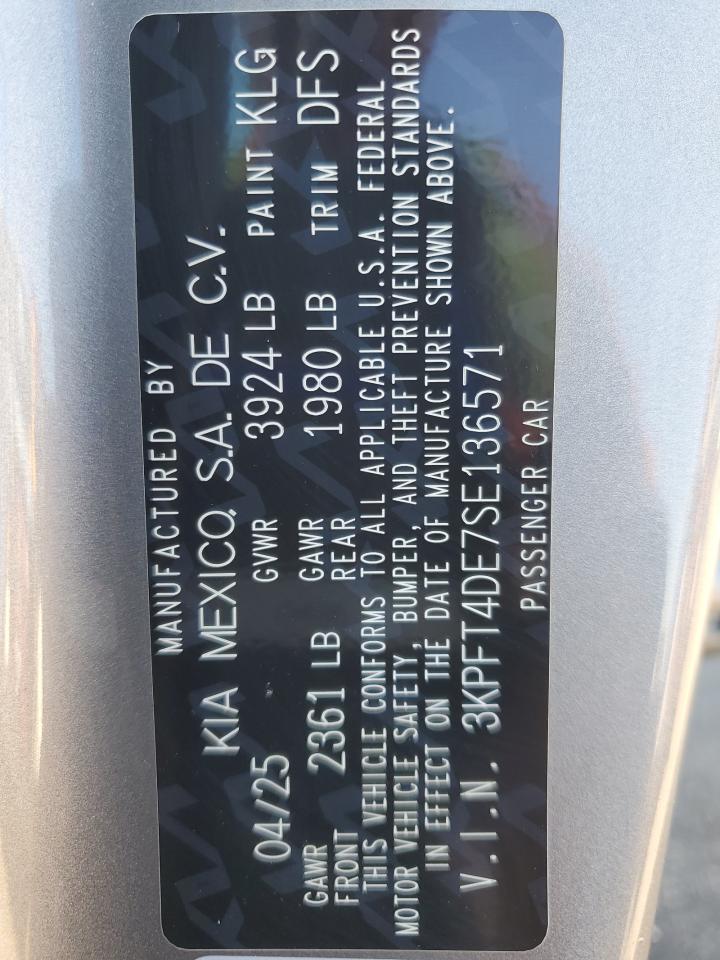 MANUFACTURED BY
KIA MEXICO, S.A. DE C.V.
04/25 GVWR 3924 LB PAINT KLG
GAWR FRONT 2361 LB GAWR REAR 1980 LB TRIM DFS
THIS VEHICLE CONFORMS TO ALL APPLICABLE U.S.A. FEDERAL
MOTOR VEHICLE SAFETY, BUMPER, AND THEFT PREVENTION STANDARDS
IN EFFECT ON THE DATE OF MANUFACTURE SHOWN ABOVE.
V.I.N. 3KPFT4DE7SE136571
PASSENGER CAR